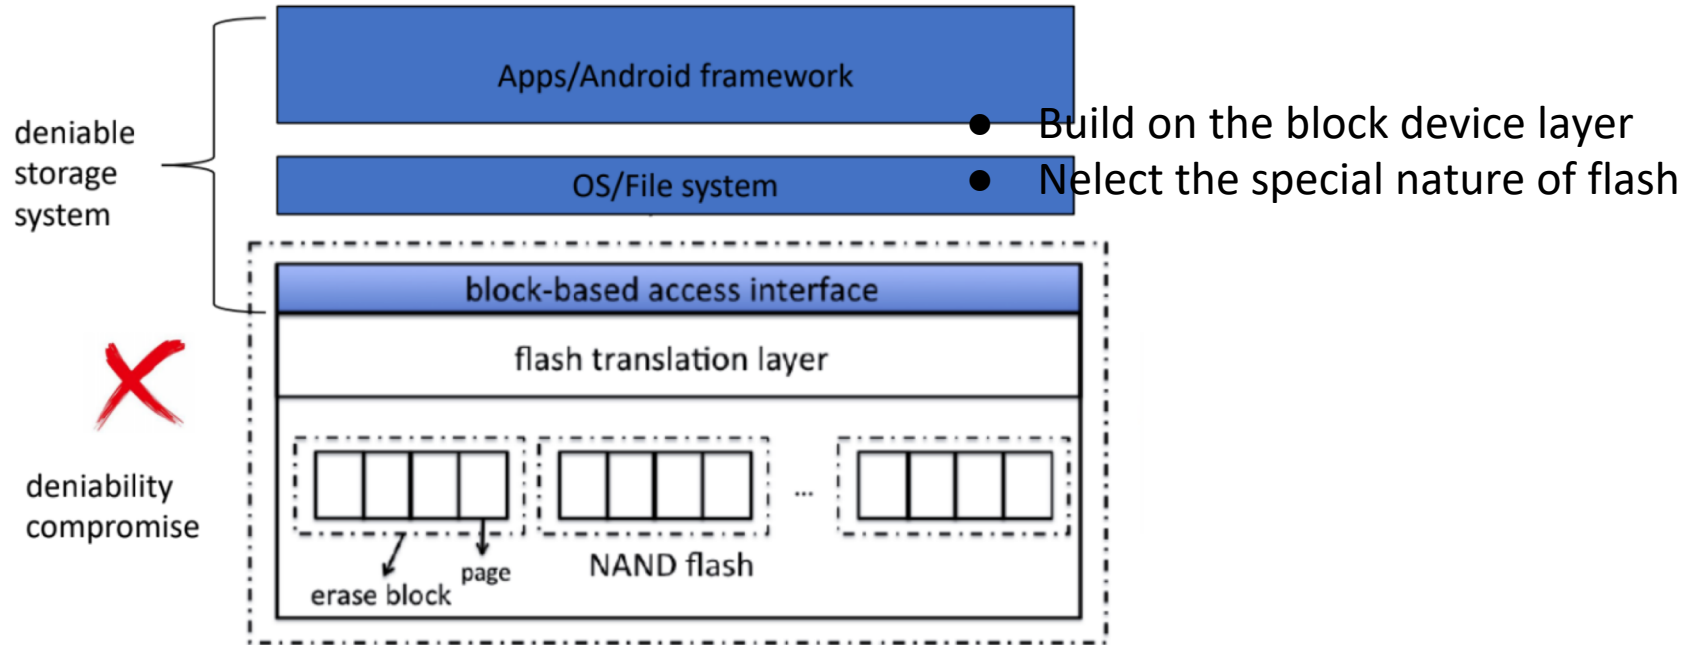 Apps/Android framework
● Build on the block device layer
deniable
storage
system
OS/File system
● Nelect the special nature of flash
block-based access interface
flash translation layer
deniability
compromise
...
erase block
page
NAND flash